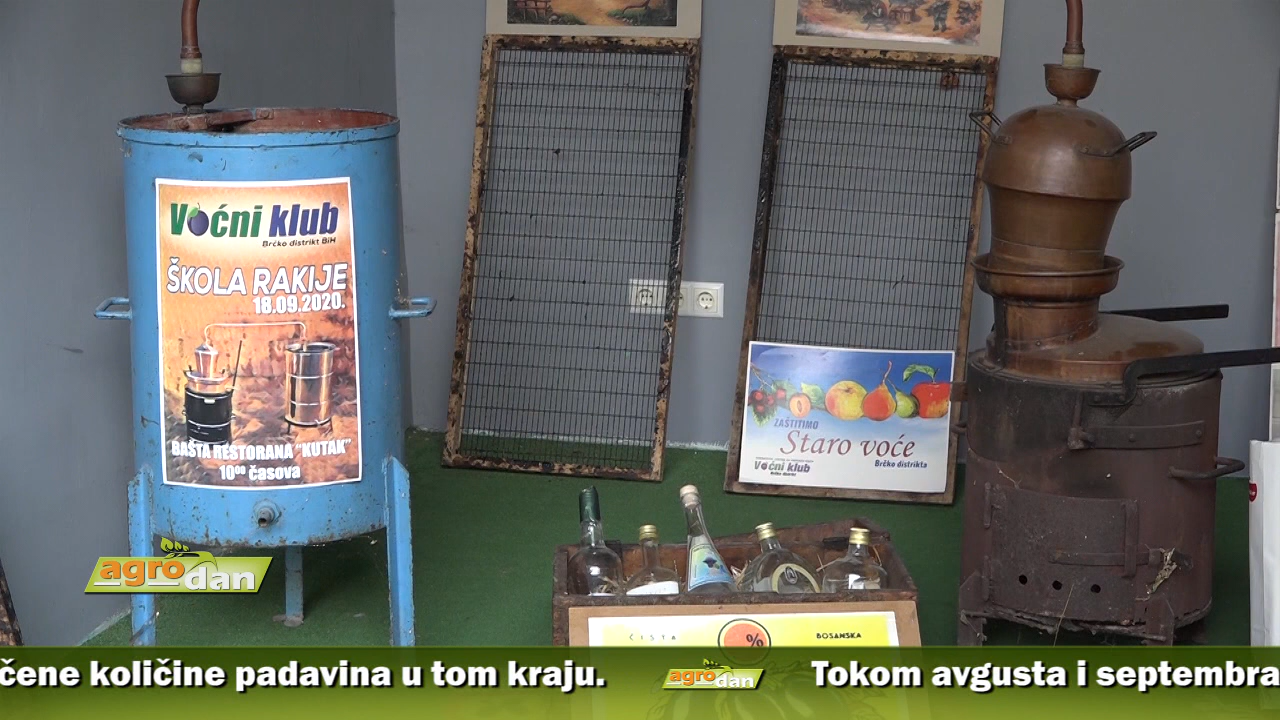 Voćni klub
Brčko distrikt BiH
ŠKOLA RAKIJE
18.09.2020.
BAŠTA RESTORANA "KUTAK"
10⁰⁰ časova
ZAŠTITIMO
Staro voće
Brčko distrikta
Voćni klub
ČISTA
%
BOSANSKA
agro
dan
čene količine padavina u tom kraju.
agro
dan
Tokom avgusta i septembra